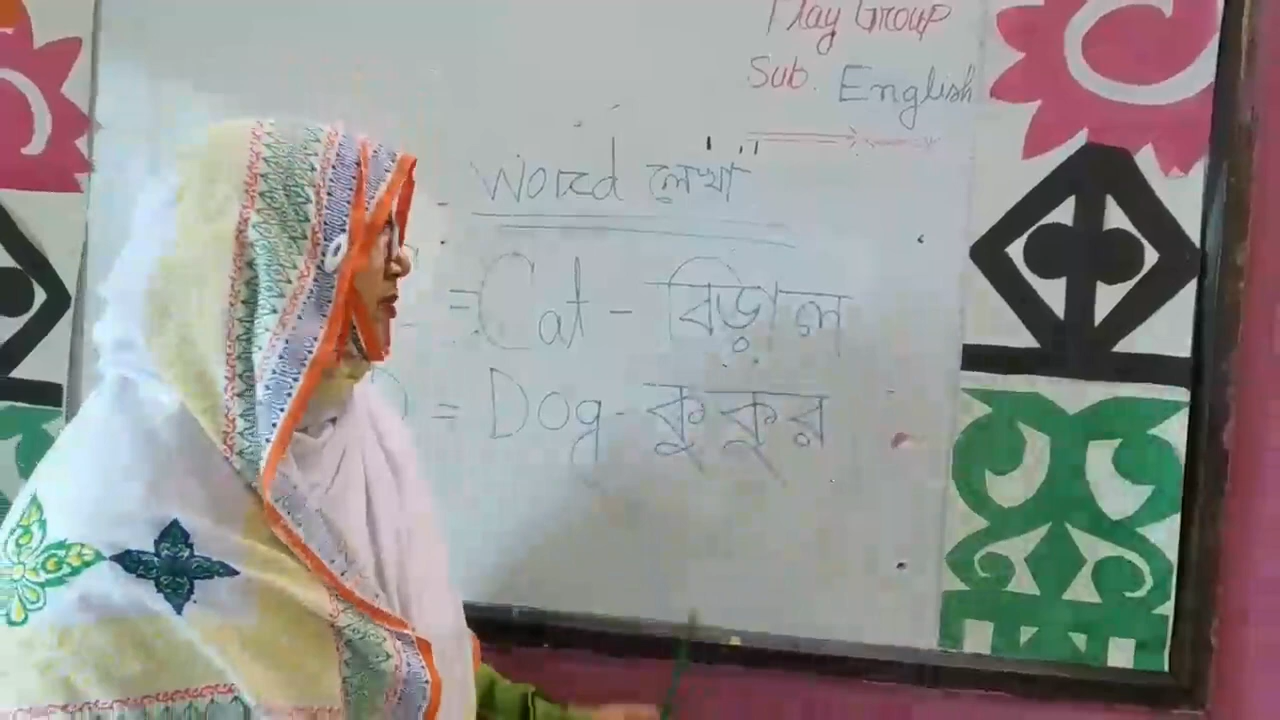 Play Group
Sub. English
Word লেখা
= Cat - বিড়াল
D = Dog - কুকুর